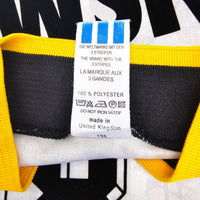 WSK
DIE WELTMARKE MIT DEN
3 STREIFEN
THE BRAND WITH THE
3 STRIPES
LA MARQUE AUX
3 BANDES
100 % POLYESTER
made in
United Kingdom